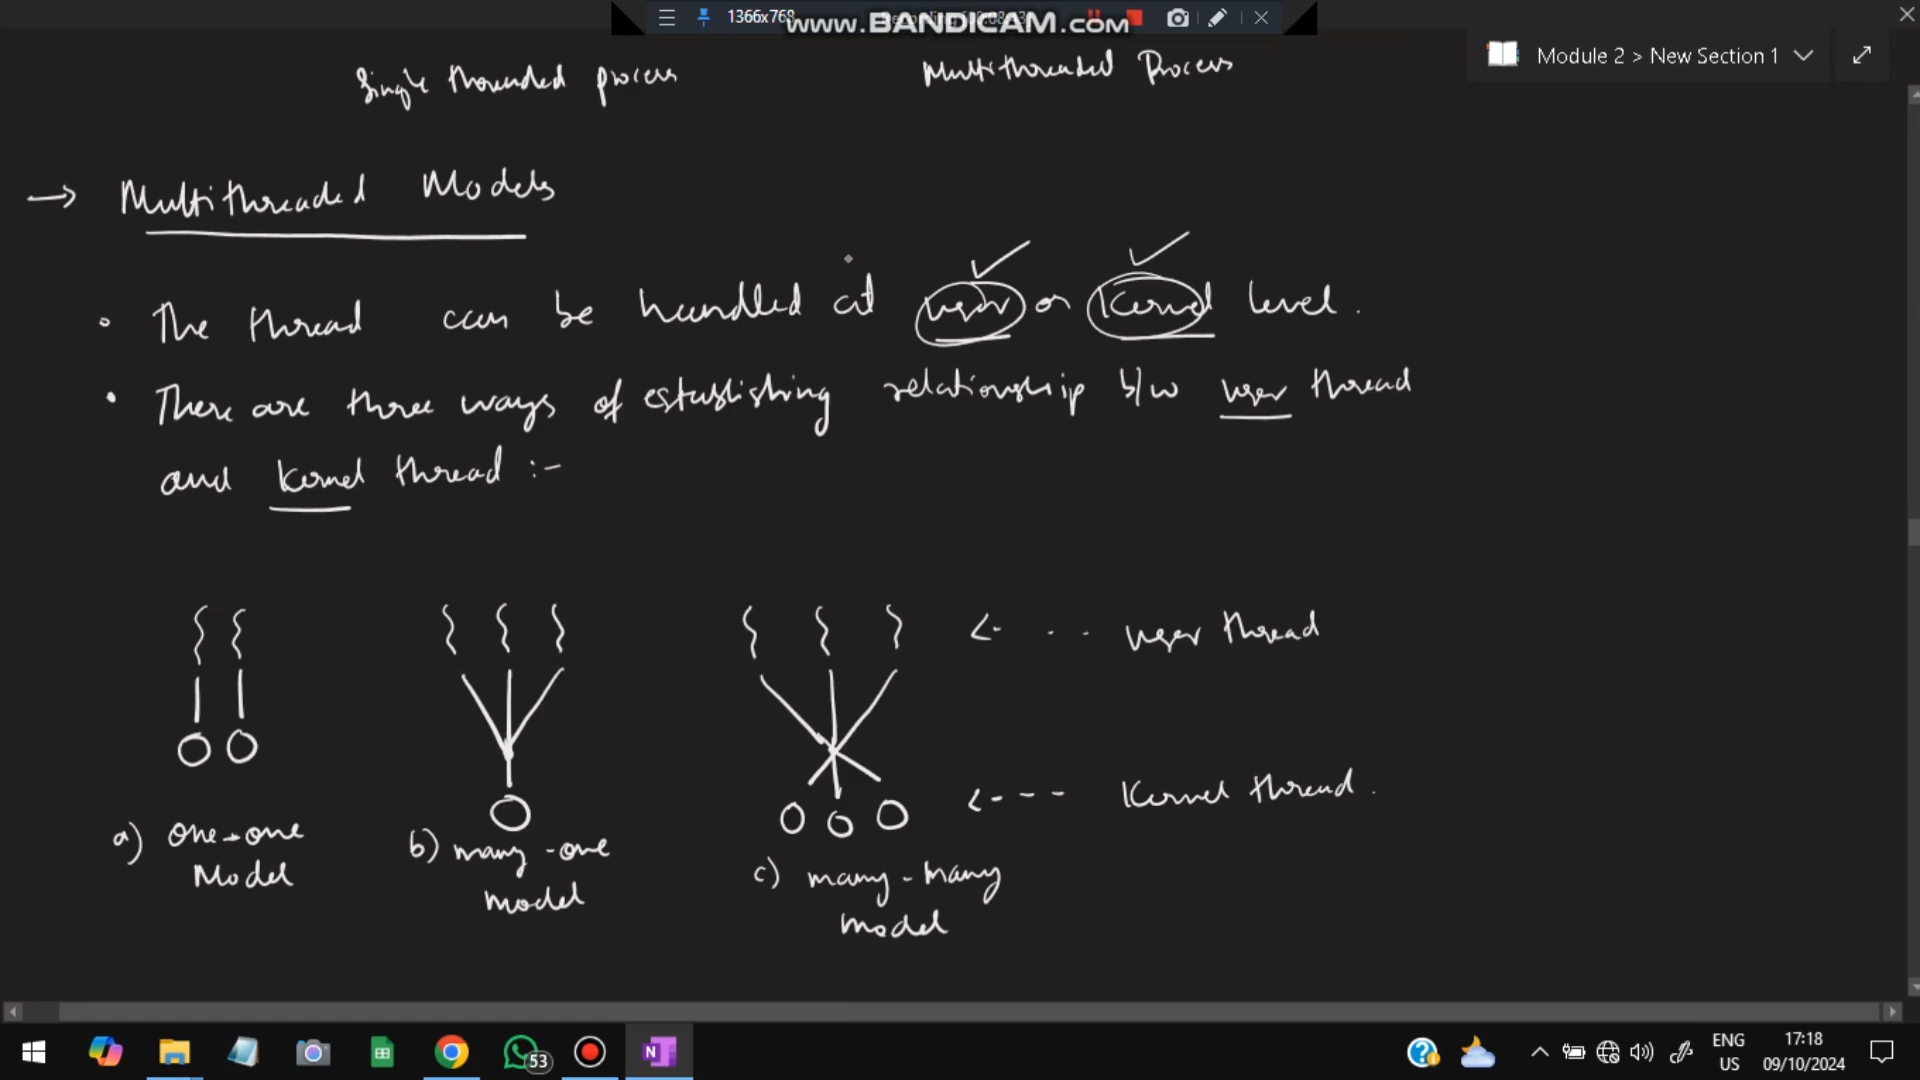 1366x768
www.BANDICAM.com
Module 2 > New Section 1
Single threaded process
Multithreaded Process
→ Multithreaded Models
• The thread can be handled at user or kernel level.
• There are three ways of establishing relationship b/w user thread
and kernel thread :-
<- - - user thread
<- - - Kernel thread.
a) one-one
Model
b) many-one
model
c) many-many
model
53
ENG
US
17:18
09/10/2024